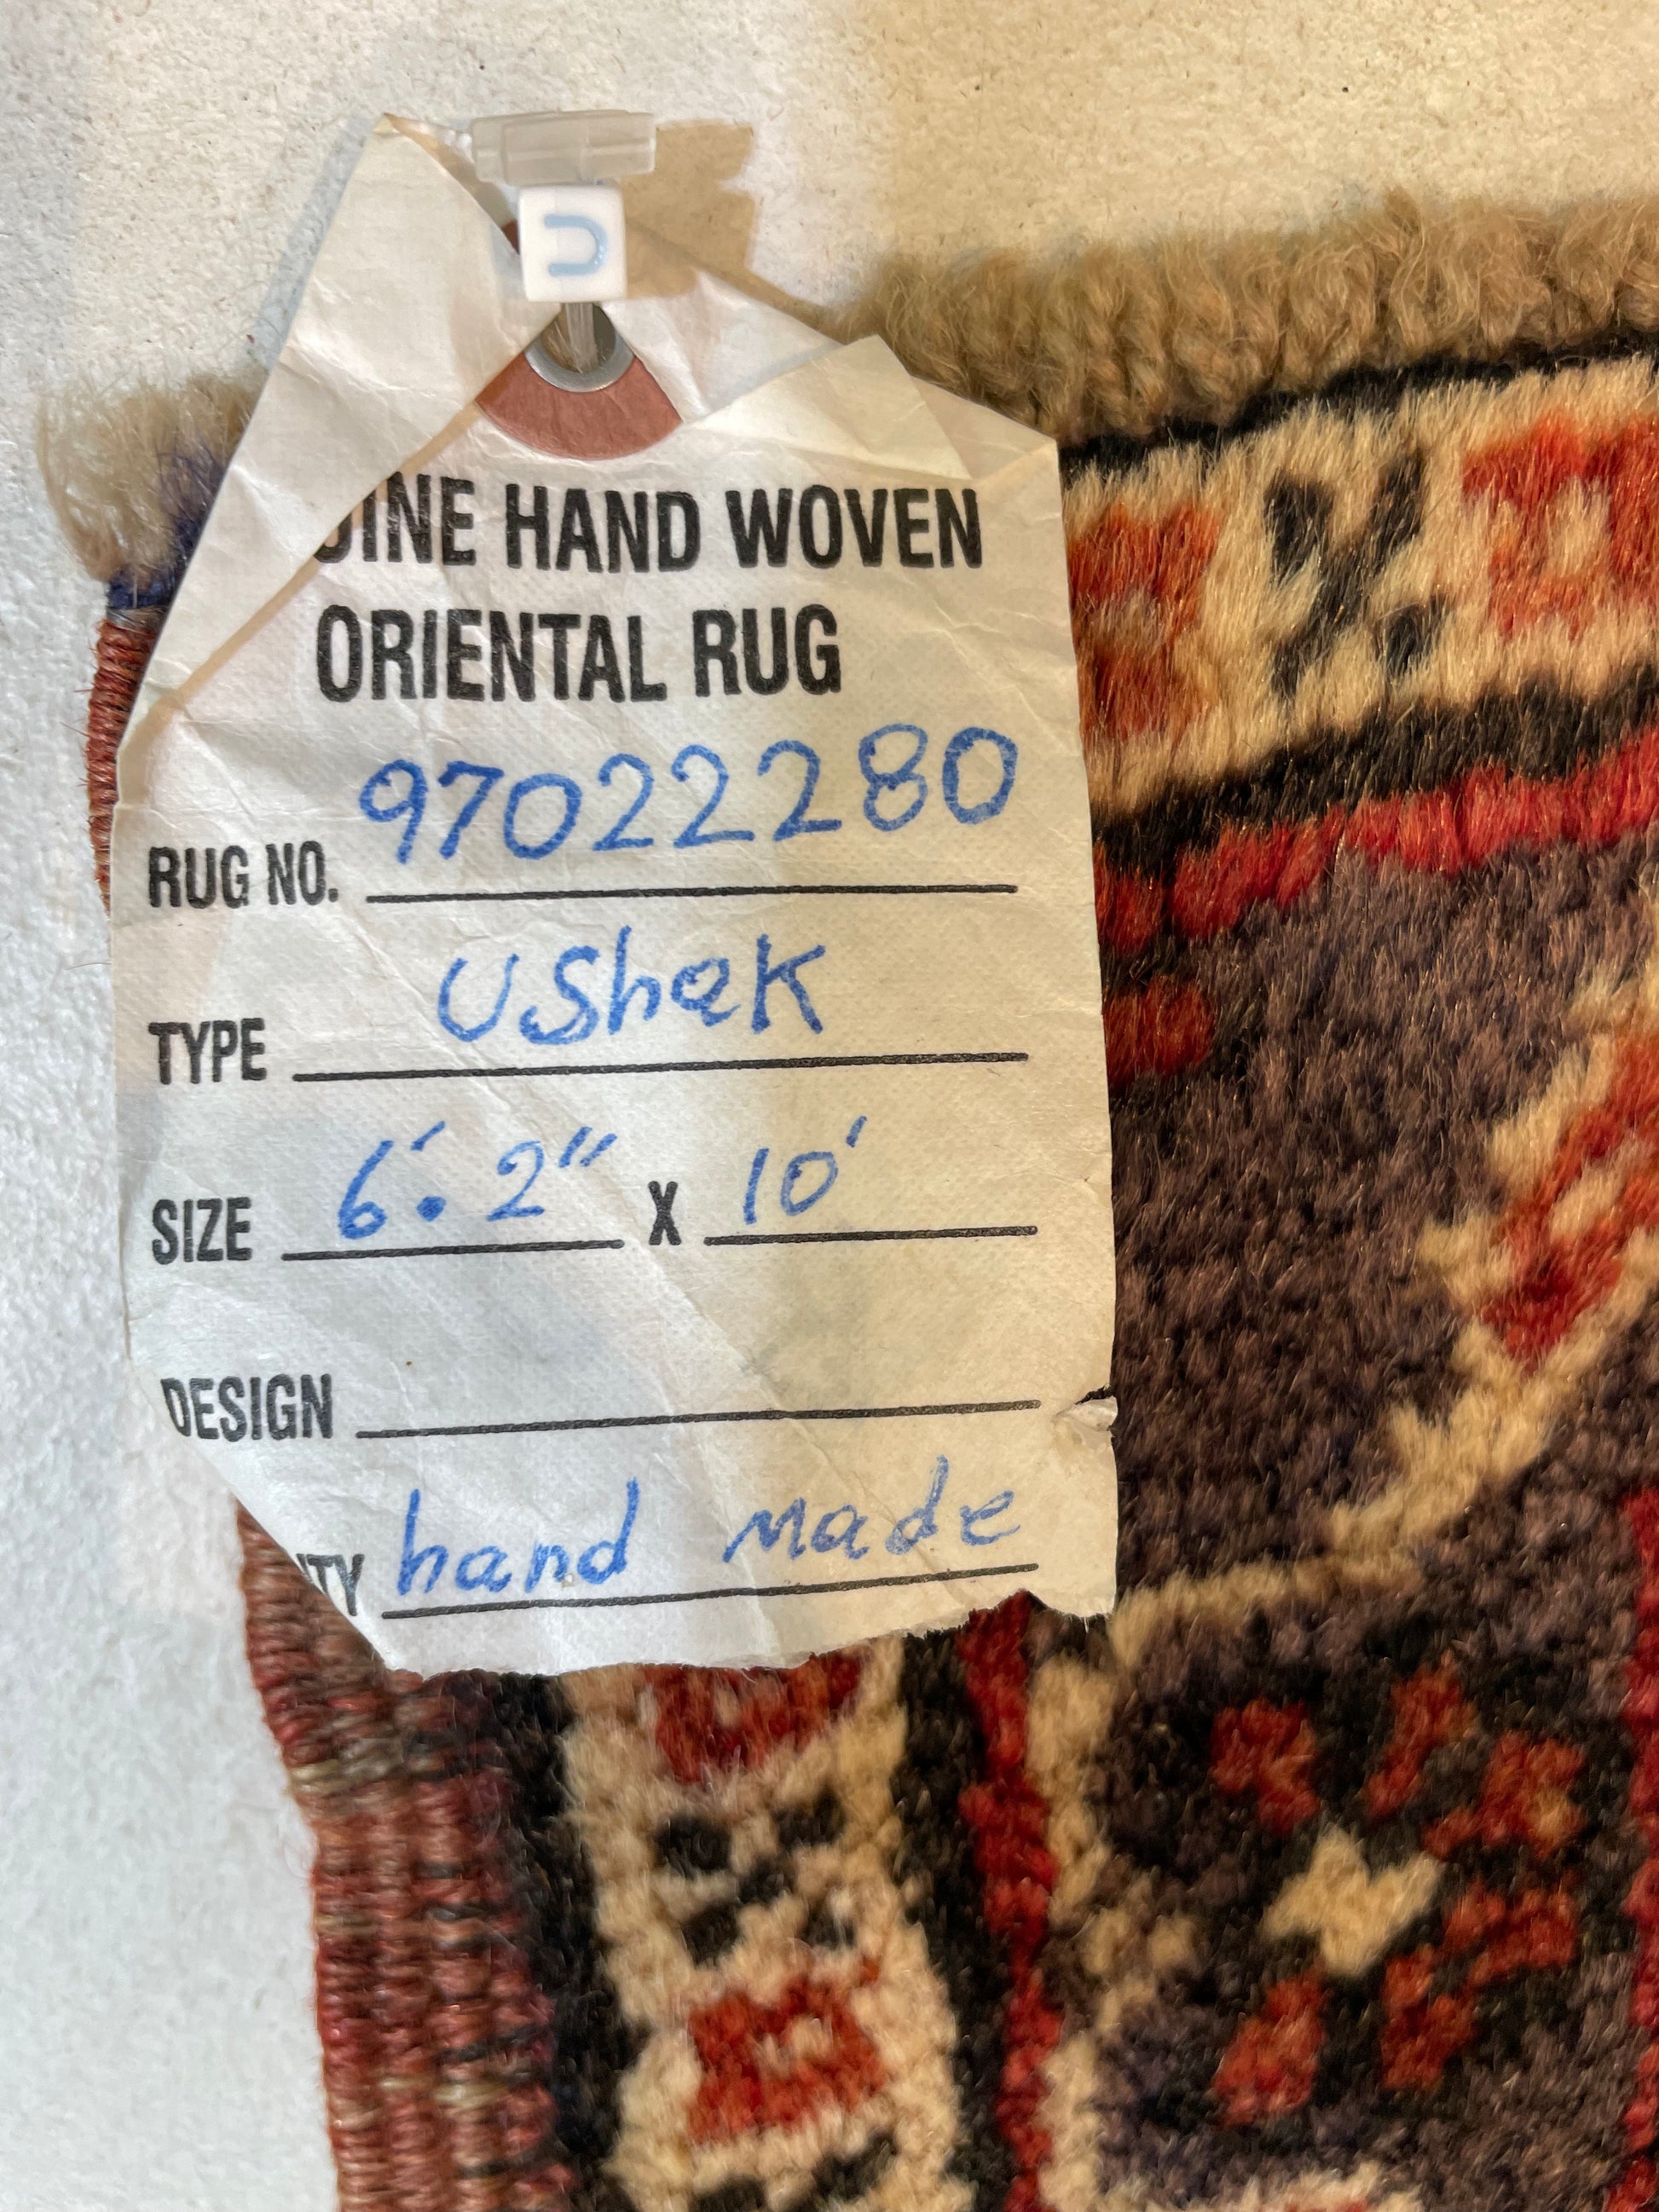 U
HAND WOVEN
ORIENTAL RUG
RUG NO. 97022280
TYPE Ushak
SIZE 6'. 2" X 10'
DESIGN
hand made